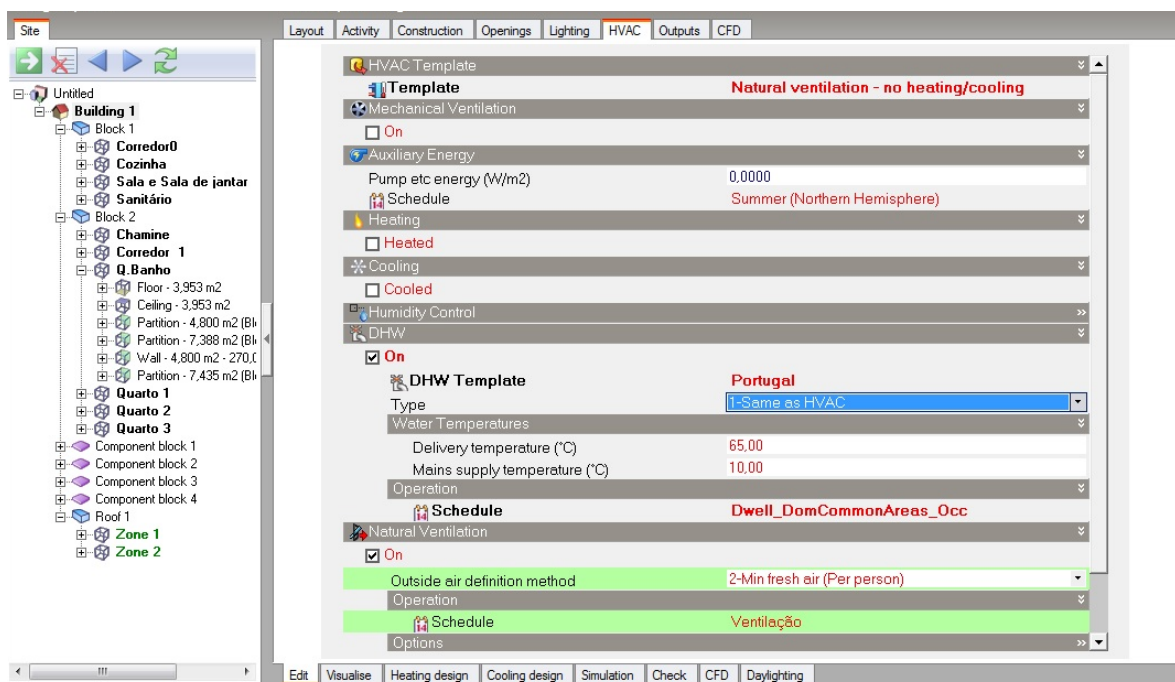 Site
Layout Activity Construction Openings Lighting HVAC Outputs CFD
Untitled
Building 1
Block 1
Corredor0
Cozinha
Sala e Sala de jantar
Sanitário
Block 2
Chamine
Corredor 1
Q.Banho
Floor - 3,953 m2
Ceiling - 3,953 m2
Partition - 4,800 m2 (Blo
Partition - 7,388 m2 (Blo
Wall - 4,800 m2 - 270,0
Partition - 7,435 m2 (Blo
Quarto 1
Quarto 2
Quarto 3
Component block 1
Component block 2
Component block 3
Component block 4
Roof 1
Zone 1
Zone 2
HVAC Template
Template Natural ventilation - no heating/cooling
Mechanical Ventilation
On
Auxiliary Energy
Pump etc energy (W/m2) 0,0000
14 Schedule Summer (Northern Hemisphere)
Heating
Heated
Cooling
Cooled
Humidity Control
DHW
On
DHW Template Portugal
Type 1-Same as HVAC
Water Temperatures
Delivery temperature (°C) 65,00
Mains supply temperature (°C) 10,00
Operation
14 Schedule Dwell_DomCommonAreas_Occ
Natural Ventilation
On
Outside air definition method 2-Min fresh air (Per person)
Operation
14 Schedule Ventilação
Options
Edit Visualise Heating design Cooling design Simulation Check CFD Daylighting